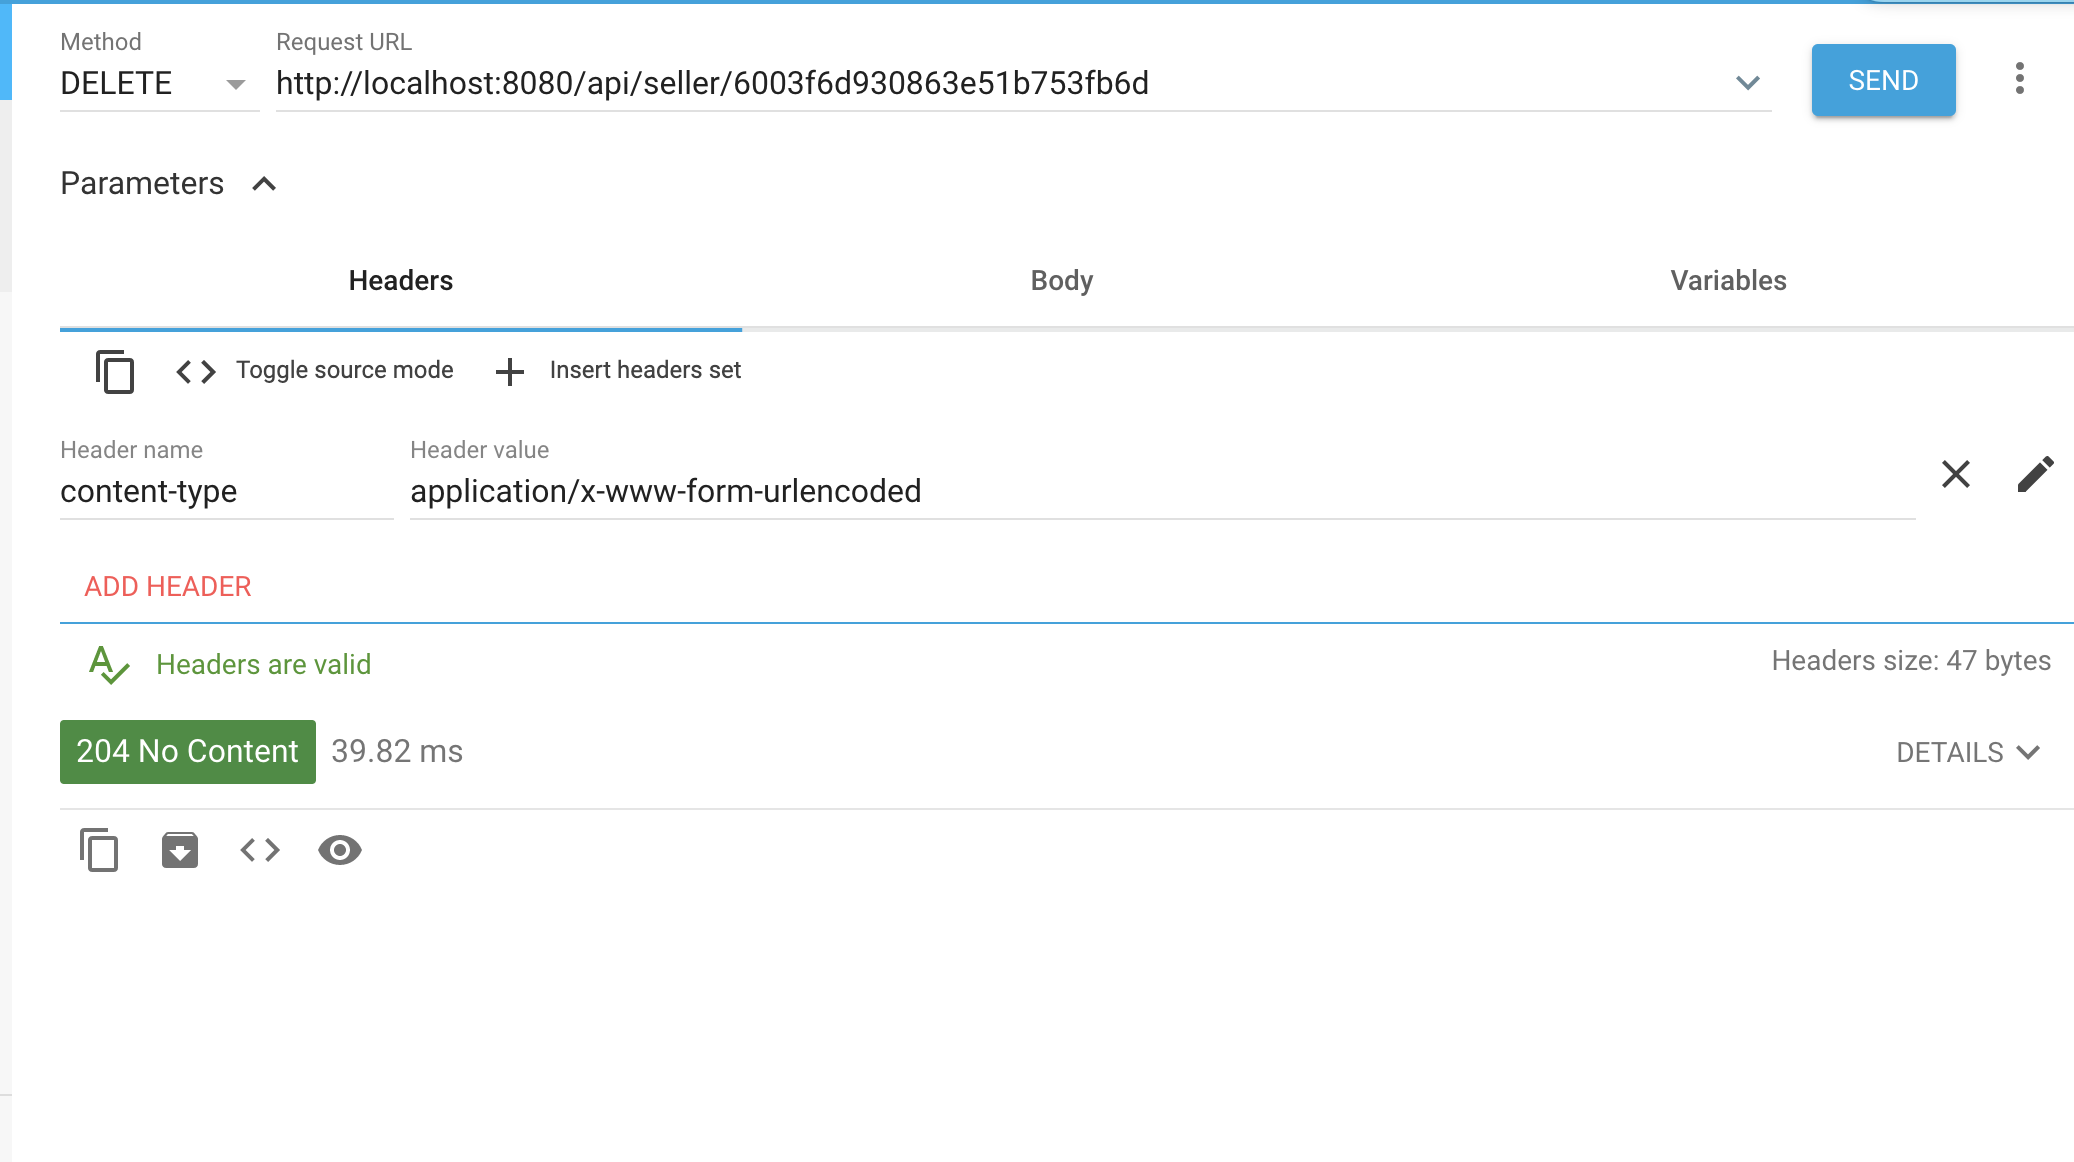 Method
Request URL
DELETE
http://localhost:8080/api/seller/6003f6d930863e51b753fb6d
SEND
Parameters
Headers
Body
Variables
Toggle source mode
Insert headers set
Header name
Header value
content-type
application/x-www-form-urlencoded
ADD HEADER
Headers are valid
Headers size: 47 bytes
204 No Content
39.82 ms
DETAILS